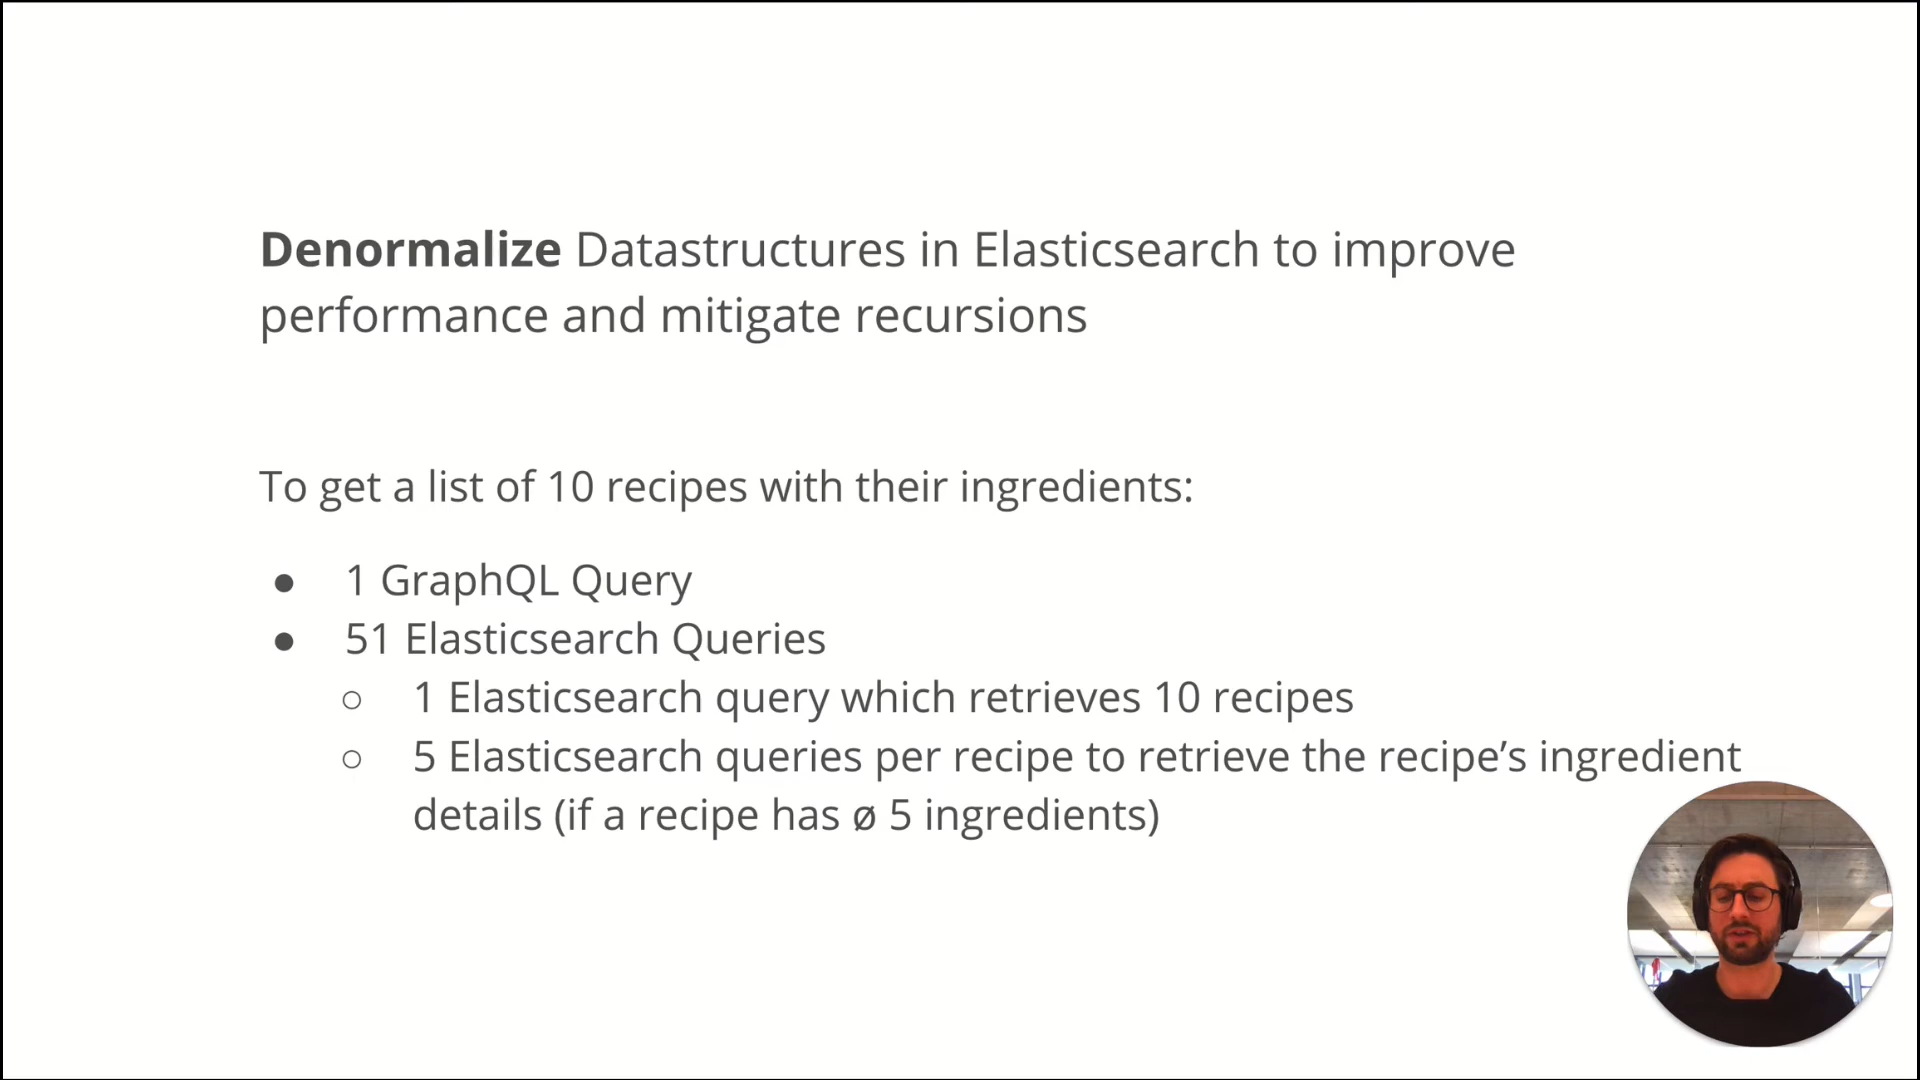 Denormalize Datastructures in Elasticsearch to improve
performance and mitigate recursions
To get a list of 10 recipes with their ingredients:
● 1 GraphQL Query
● 51 Elasticsearch Queries
○ 1 Elasticsearch query which retrieves 10 recipes
○ 5 Elasticsearch queries per recipe to retrieve the recipe’s ingredient
details (if a recipe has ø 5 ingredients)